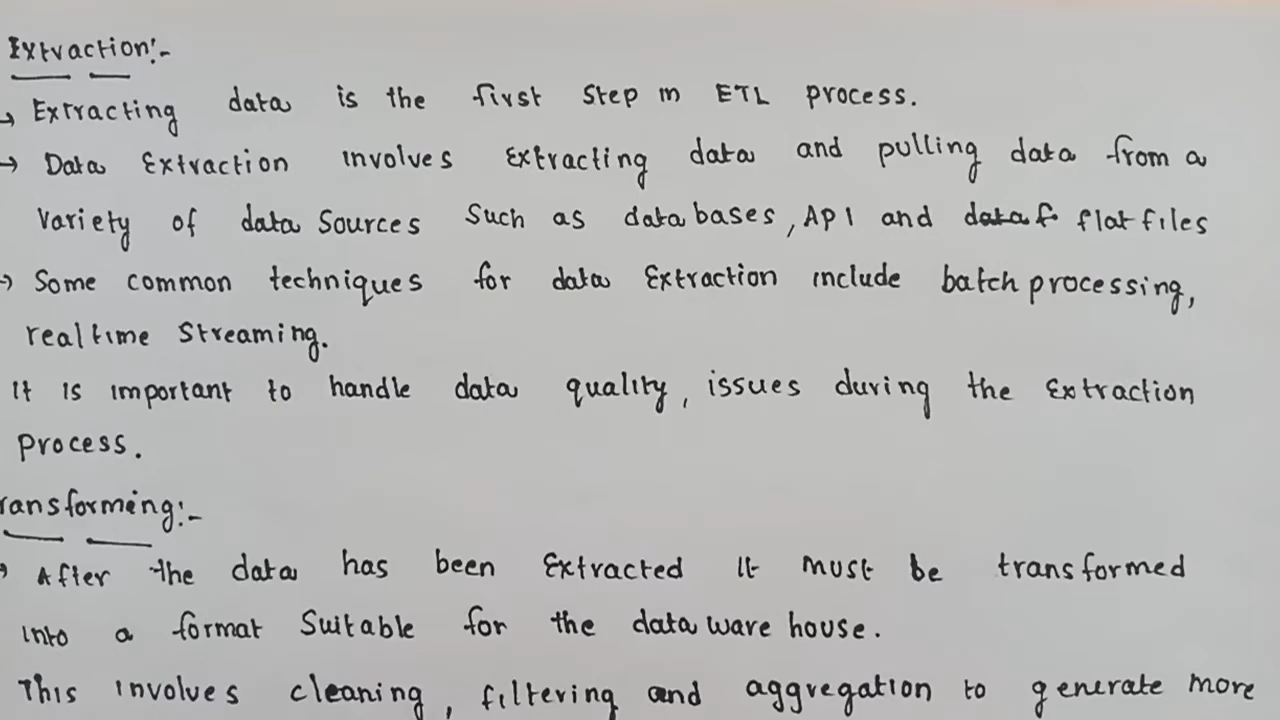 Extraction:-
→ Extracting data is the first step in ETL process.
→ Data Extraction involves extracting data and pulling data from a
variety of data sources such as databases, API and flat files
→ Some common techniques for data Extraction include batch processing,
realtime streaming.
It is important to handle data quality, issues during the Extraction
process.
ransforming:-
→ After the data has been Extracted it must be transformed
into a format suitable for the data ware house.
This involves cleaning, filtering and aggregation to generate more